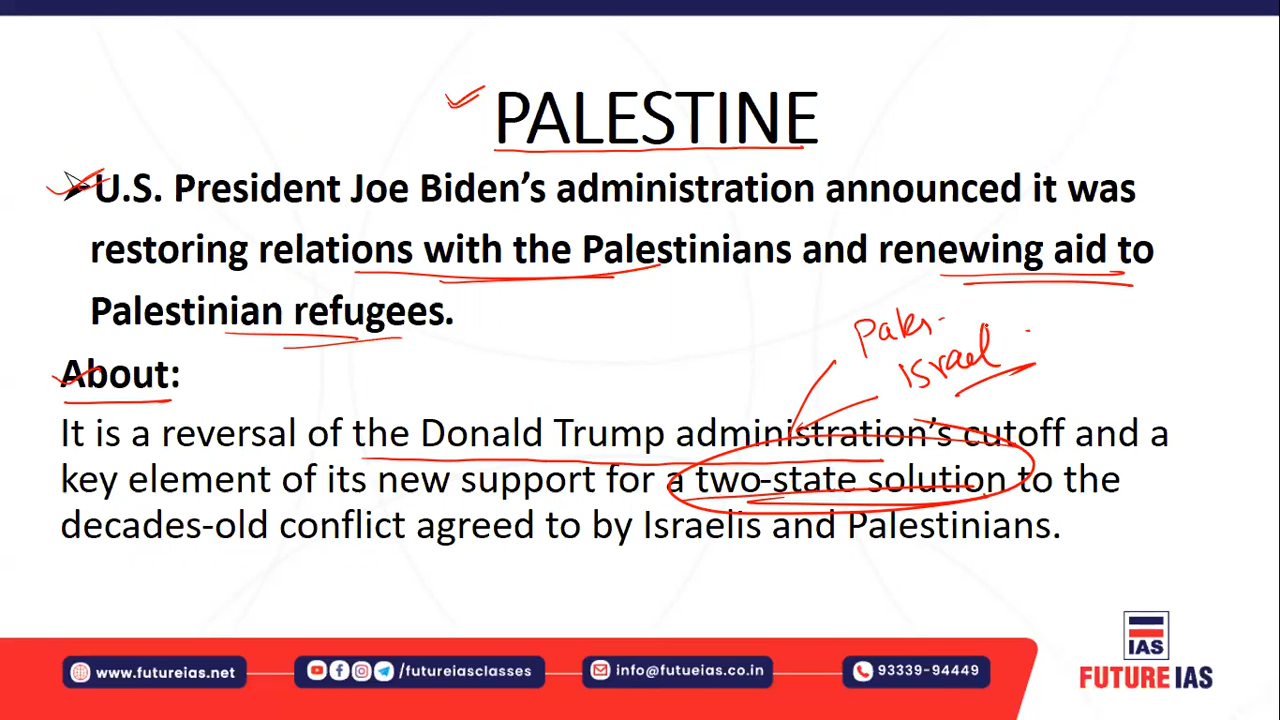 PALESTINE
U.S. President Joe Biden's administration announced it was
restoring relations with the Palestinians and renewing aid to
Palestinian refugees.
Pales.
Israel
About:
It is a reversal of the Donald Trump administration's cutoff and a
key element of its new support for a two-state solution to the
decades-old conflict agreed to by Israelis and Palestinians.
www.futureias.net
/futureiasclasses
info@futueias.co.in
93339-94449
IAS
FUTURE IAS